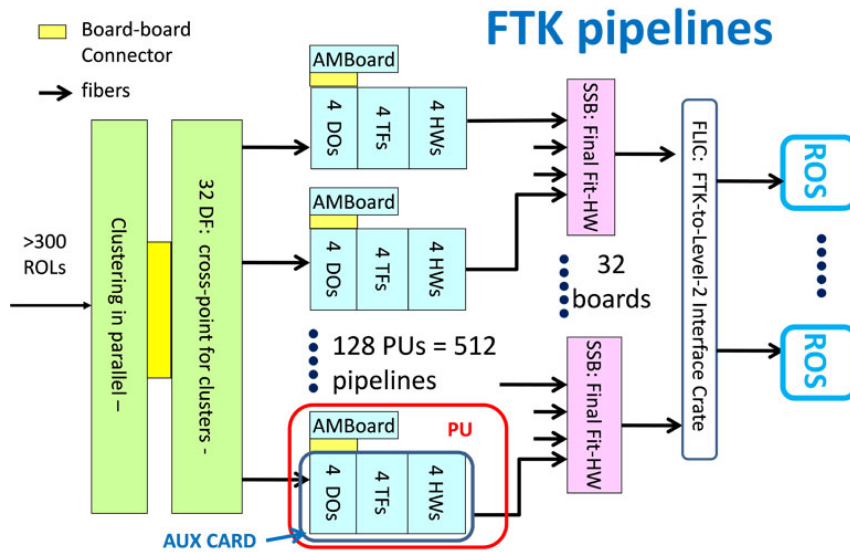 FTK pipelines
Board-board
Connector
fibers
>300
ROLs
Clustering in parallel –
32 DF:  cross-point for clusters -
AMBoard
4 DOs
4 TFs
4 HWs
AMBoard
4 DOs
4 TFs
4 HWs
128 PUs = 512
pipelines
AMBoard
PU
4 DOs
4 TFs
4 HWs
AUX CARD
SSB: Final Fit-HW
32
boards
SSB: Final Fit-HW
FLIC:  FTK-to-Level-2 Interface Crate
ROS
ROS